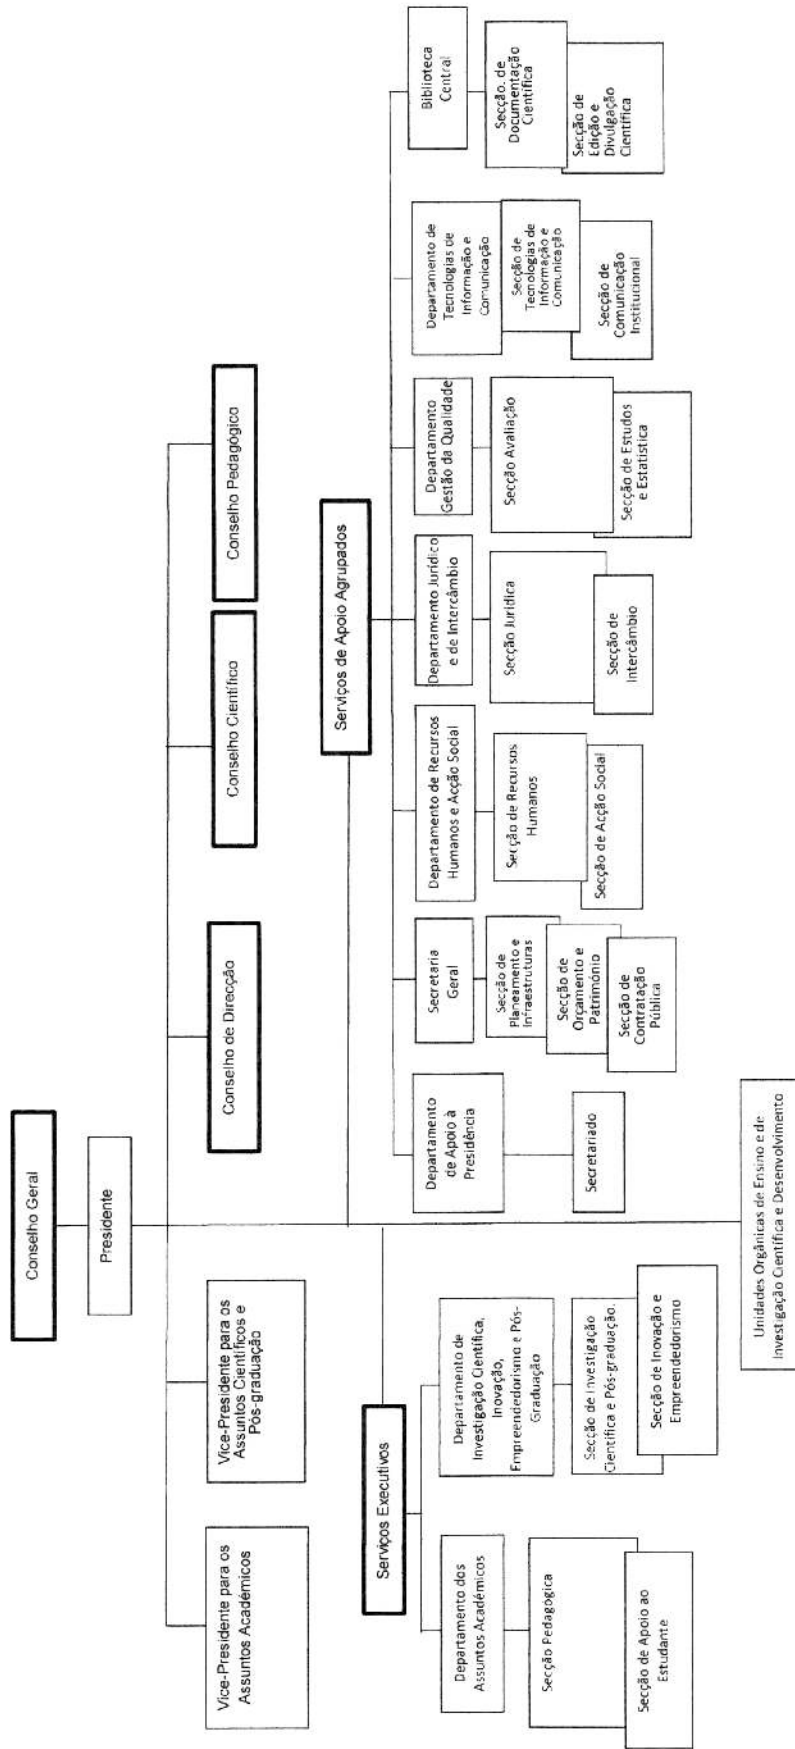 Conselho Geral
Presidente
Vice-Presidente para os
Assuntos Académicos
Vice-Presidente para os
Assuntos Científicos e
Pós-graduação
Conselho de Direcção
Conselho Científico
Conselho Pedagógico
Serviços Executivos
Serviços de Apoio Agrupados
Departamento dos
Assuntos Académicos
Secção Pedagógica
Secção de Apoio ao
Estudante
Departamento de
Investigação Científica,
Inovação,
Empreendedorismo e Pós-
Graduação
Secção de Investigação
Científica e Pós-graduação.
Secção de Inovação e
Empreendedorismo
Departamento
de Apoio à
Presidência
Secretariado
Secretaria
Geral
Secção de
Planeamento e
Infraestruturas
Secção de
Orçamento e
Património
Secção de
Contratação
Pública
Departamento de Recursos
Humanos e Acção Social
Secção de Recursos
Humanos
Secção de Acção Social
Departamento Jurídico
e de Intercâmbio
Secção Jurídica
Secção de
Intercâmbio
Departamento
Gestão da Qualidade
Secção Avaliação
Secção de Estudos
e Estatística
Departamento de
Tecnologias de
Informação e
Comunicação
Secção de
Tecnologias de
Informação e
Comunicação
Secção de
Comunicação
Institucional
Biblioteca
Central
Secção. de
Documentação
Científica
Secção de
Edição e
Divulgação
Científica
Unidades Orgânicas de Ensino e de
Investigação Científica e Desenvolvimento